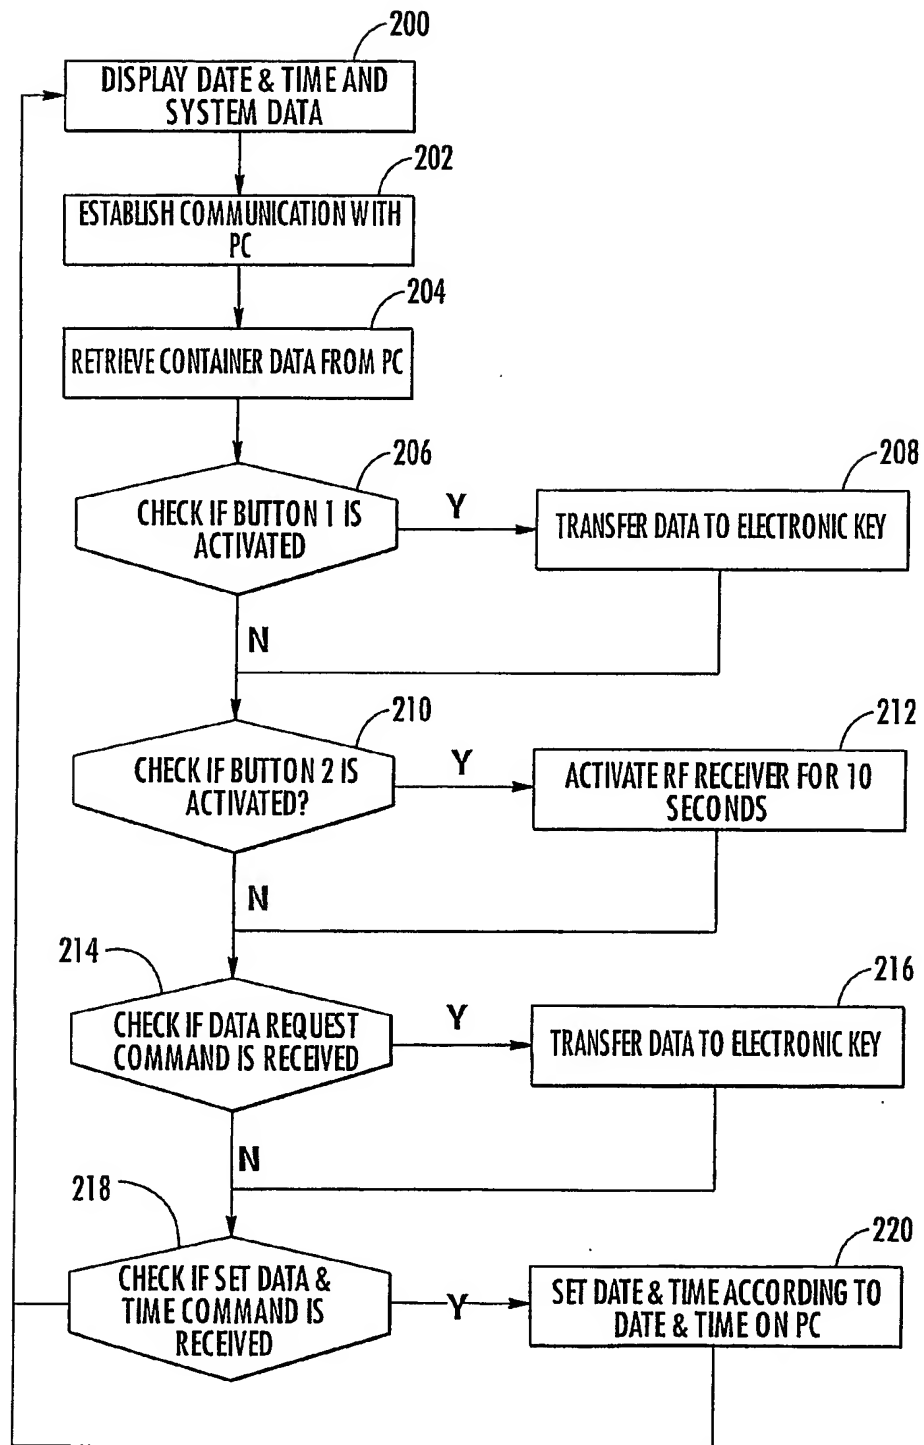 200
DISPLAY DATE & TIME AND
SYSTEM DATA
202
ESTABLISH COMMUNICATION WITH
PC
204
RETRIEVE CONTAINER DATA FROM PC
206
CHECK IF BUTTON 1 IS
ACTIVATED
Y
208
TRANSFER DATA TO ELECTRONIC KEY
N
210
CHECK IF BUTTON 2 IS
ACTIVATED?
Y
212
ACTIVATE RF RECEIVER FOR 10
SECONDS
N
214
CHECK IF DATA REQUEST
COMMAND IS RECEIVED
Y
216
TRANSFER DATA TO ELECTRONIC KEY
N
218
CHECK IF SET DATA &
TIME COMMAND IS
RECEIVED
Y
220
SET DATE & TIME ACCORDING TO
DATE & TIME ON PC